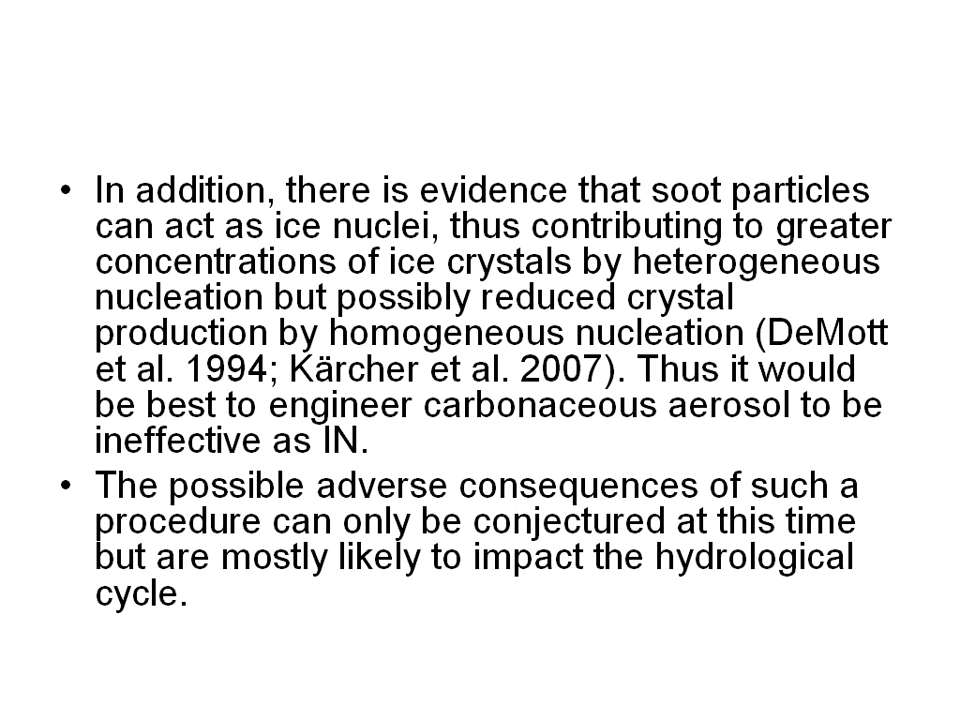 • In addition, there is evidence that soot particles
can act as ice nuclei, thus contributing to greater
concentrations of ice crystals by heterogeneous
nucleation but possibly reduced crystal
production by homogeneous nucleation (DeMott
et al. 1994; Kärcher et al. 2007). Thus it would
be best to engineer carbonaceous aerosol to be
ineffective as IN.
• The possible adverse consequences of such a
procedure can only be conjectured at this time
but are mostly likely to impact the hydrological
cycle.